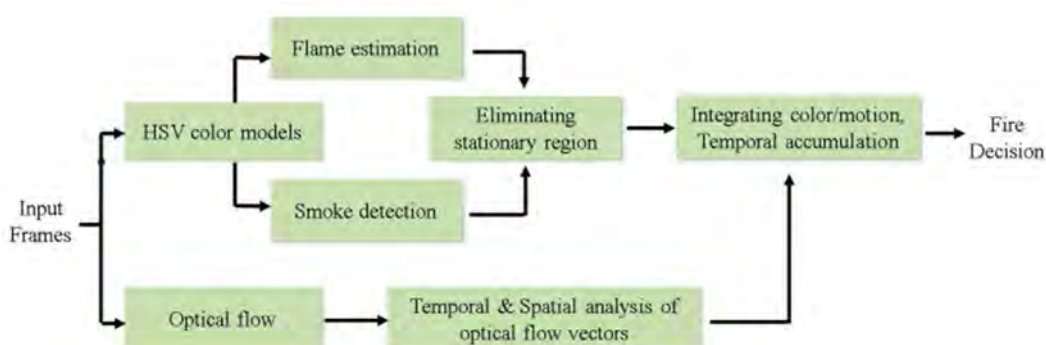 Flame estimation
HSV color models
Eliminating
stationary region
Integrating color/motion,
Temporal accumulation
Fire
Decision
Smoke detection
Input
Frames
Optical flow
Temporal & Spatial analysis of
optical flow vectors